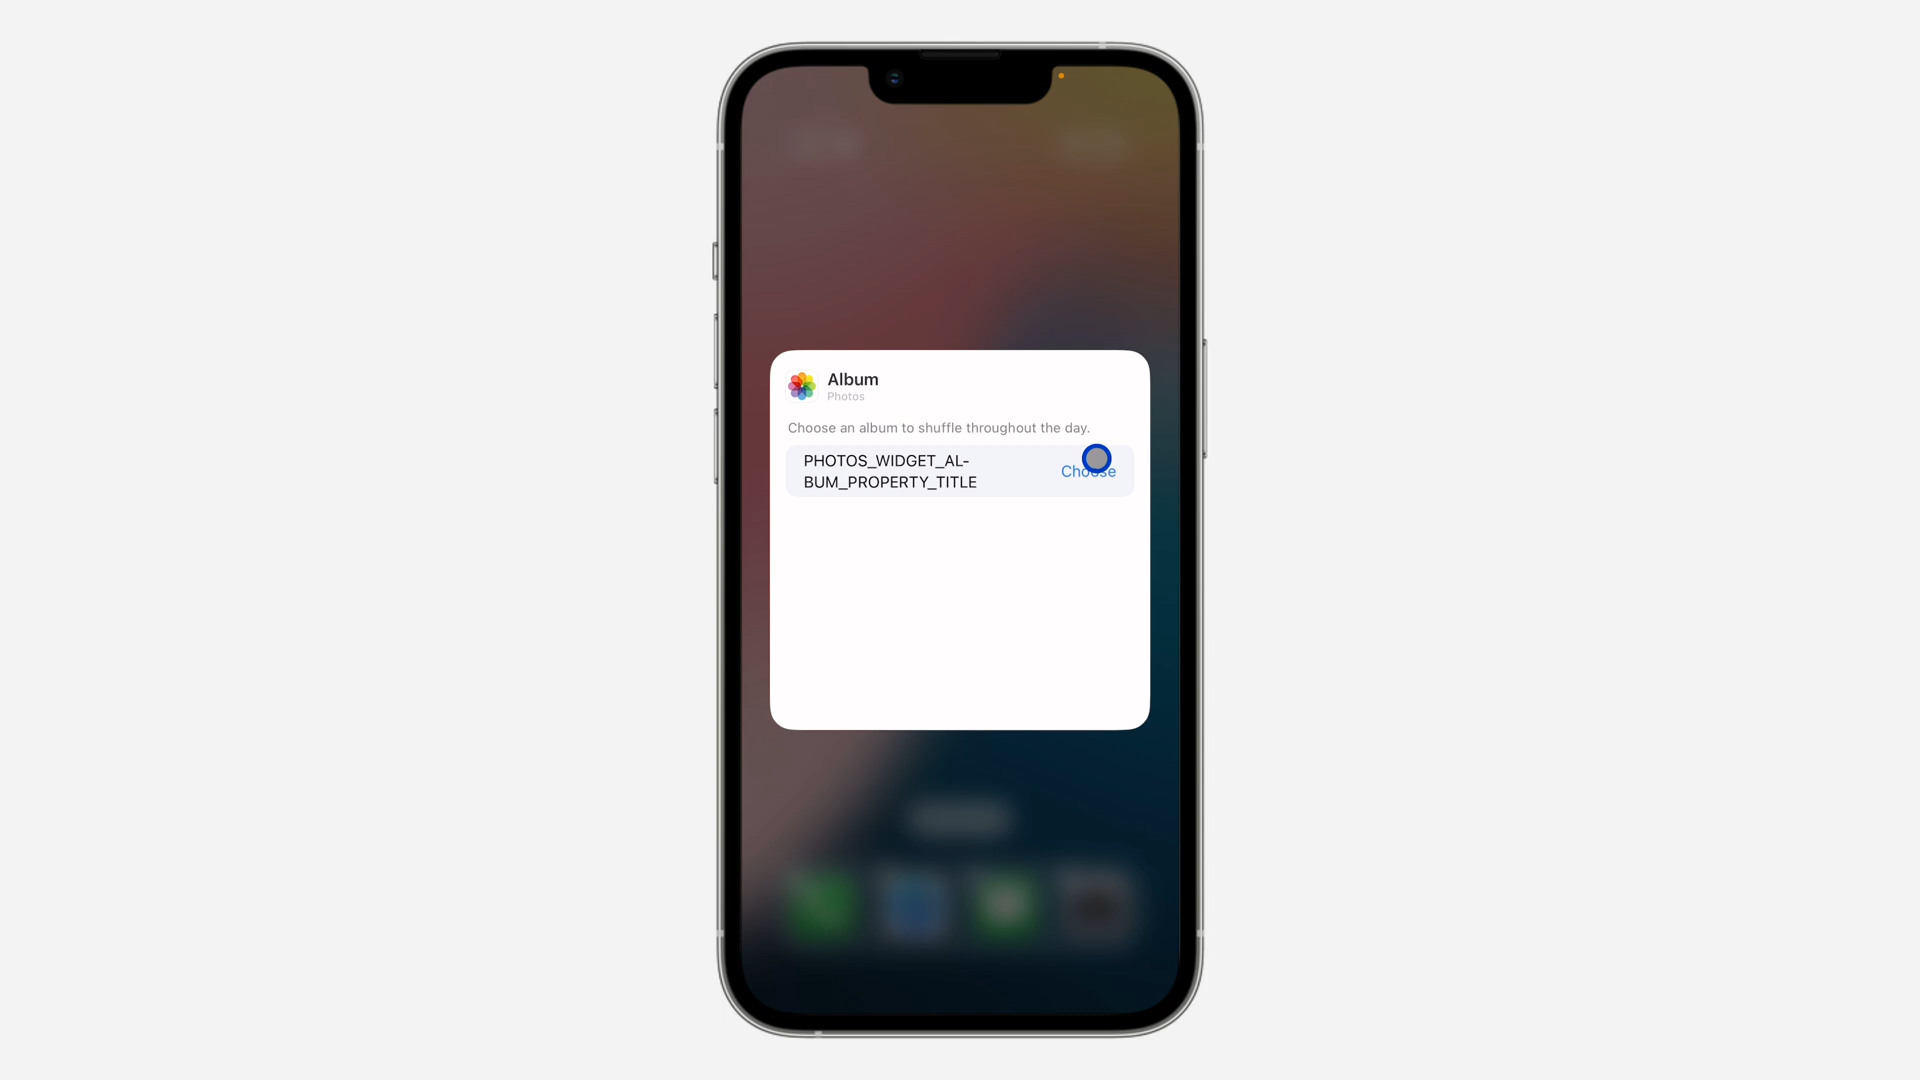 Album
Photos
Choose an album to shuffle throughout the day.
PHOTOS_WIDGET_AL-
BUM_PROPERTY_TITLE
Choose